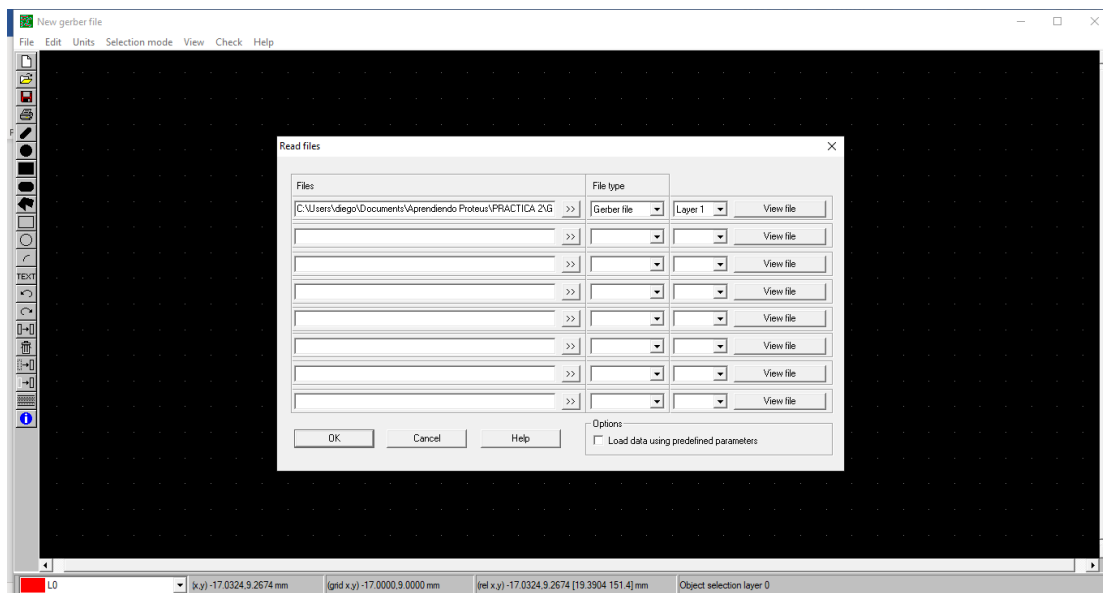 New gerber file
File Edit Units Selection mode View Check Help
TEXT
Read files
Files File type
C:\Users\diego\Documents\Aprendiendo Proteus\PRACTICA 2\G >> Gerber file Layer 1 View file
>> View file
>> View file
>> View file
>> View file
>> View file
>> View file
>> View file
Options
OK Cancel Help Load data using predefined parameters
L0 (x,y) -17.0324,9.2674 mm (grid x,y) -17.0000,9.0000 mm (rel x,y) -17.0324,9.2674 [19.3904 151.4] mm Object selection layer 0